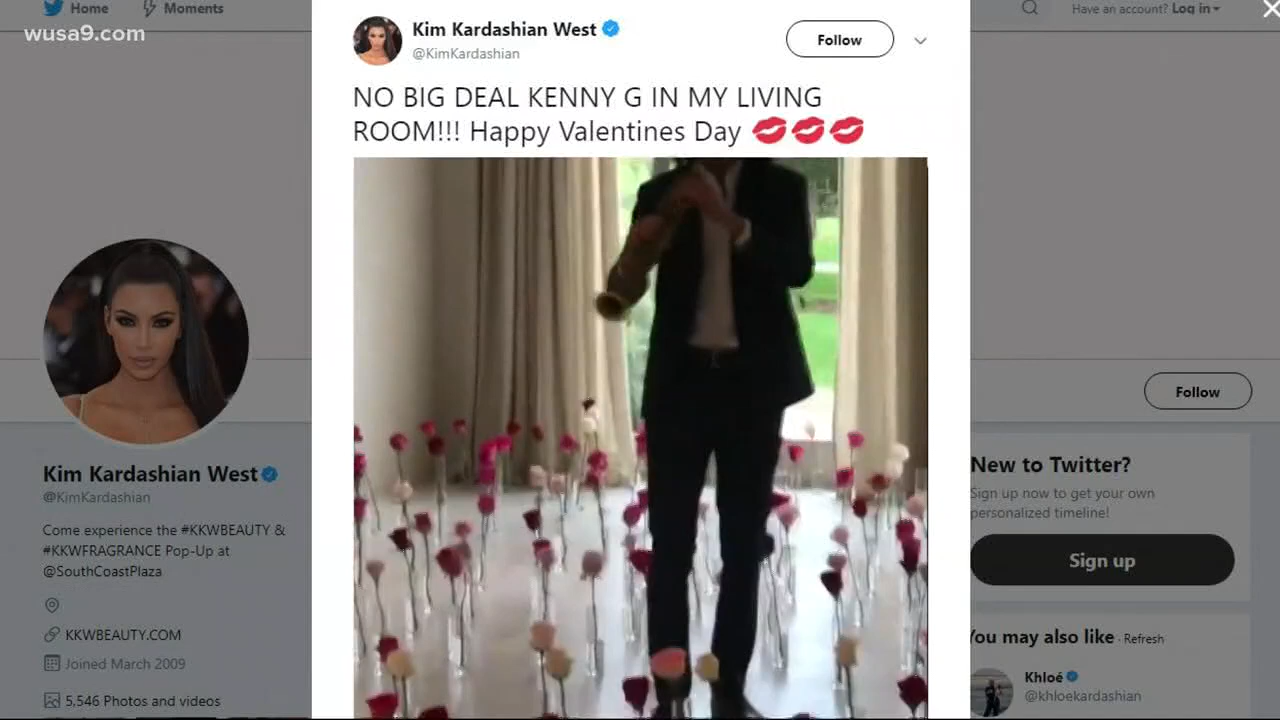 Home
Moments
Have an account? Log in
wusa9.com
Kim Kardashian West
@KimKardashian
Follow
NO BIG DEAL KENNY G IN MY LIVING
ROOM!!! Happy Valentines Day 💋💋💋
Kim Kardashian West
@KimKardashian
Come experience the #KKWBEAUTY &
#KKWFRAGRANCE Pop-Up at
@SouthCoastPlaza
KKWBEAUTY.COM
Joined March 2009
5,546 Photos and videos
Follow
New to Twitter?
Sign up now to get your own
personalized timeline!
Sign up
You may also like · Refresh
Khloé
@khloekardashian